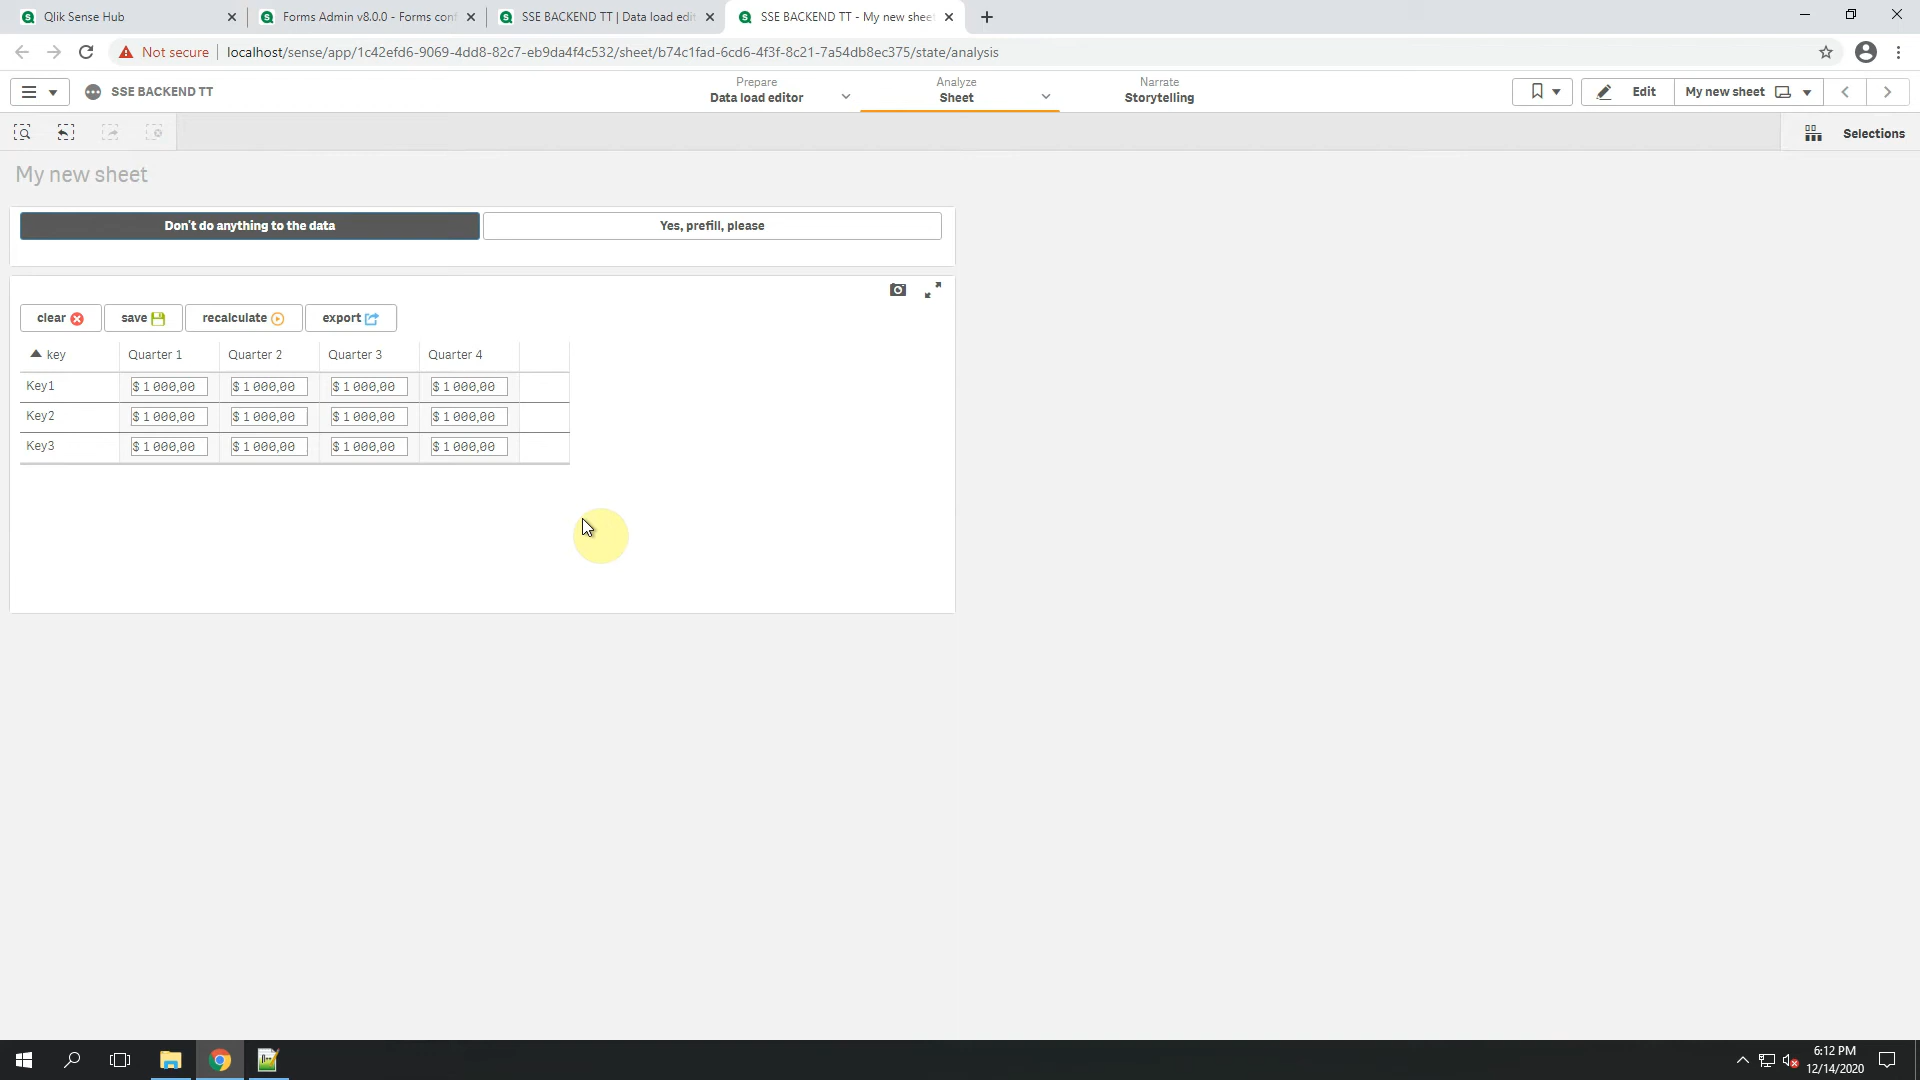 Qlik Sense Hub
Forms Admin v8.0.0 - Forms conf
SSE BACKEND TT | Data load edit
SSE BACKEND TT - My new sheet
Not secure
localhost/sense/app/1c42efd6-9069-4dd8-82c7-eb9da4f4c532/sheet/b74c1fad-6cd6-4f3f-8c21-7a54db8ec375/state/analysis
SSE BACKEND TT
Prepare
Data load editor
Analyze
Sheet
Narrate
Storytelling
Edit
My new sheet
Selections
My new sheet
Don't do anything to the data
Yes, prefill, please
clear
save
recalculate
export
key Quarter 1 Quarter 2 Quarter 3 Quarter 4
Key1 $ 1 000,00 $ 1 000,00 $ 1 000,00 $ 1 000,00
Key2 $ 1 000,00 $ 1 000,00 $ 1 000,00 $ 1 000,00
Key3 $ 1 000,00 $ 1 000,00 $ 1 000,00 $ 1 000,00
6:12 PM
12/14/2020